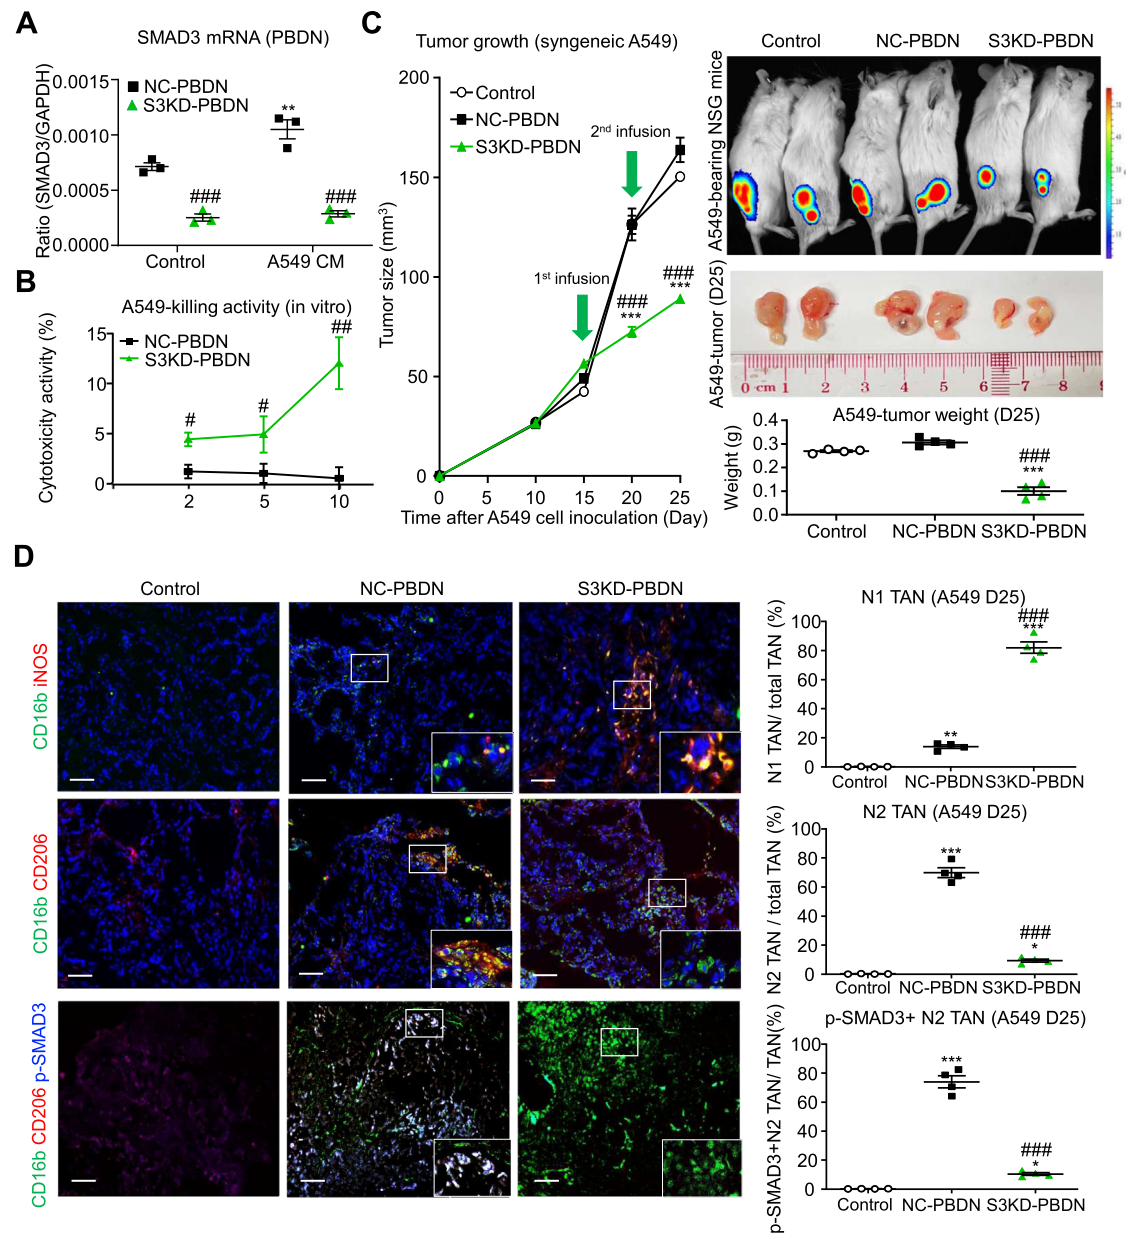 A
SMAD3 mRNA (PBDN)
Ratio (SMAD3/GAPDH)
0.0015
0.0010
0.0005
0.0000
NC-PBDN
S3KD-PBDN
**
###
###
Control
A549 CM
B
A549-killing activity (in vitro)
Cytotoxicity activity (%)
15
10
5
0
NC-PBDN
S3KD-PBDN
#
#
##
2
5
10
C
Tumor growth (syngeneic A549)
Tumor size (mm3)
200
150
100
50
0
Control
NC-PBDN
S3KD-PBDN
1st infusion
2nd infusion
###
***
###
***
0
5
10
15
20
25
Time after A549 cell inoculation (Day)
Control
NC-PBDN
S3KD-PBDN
A549-bearing NSG mice
A549-tumor (D25)
0 cm 1 2 3 4 5 6 7 8
A549-tumor weight (D25)
Weight (g)
0.4
0.3
0.2
0.1
0.0
###
***
Control
NC-PBDN
S3KD-PBDN
D
Control
NC-PBDN
S3KD-PBDN
CD16b iNOS
CD16b CD206
CD16b CD206 p-SMAD3
N1 TAN (A549 D25)
N1 TAN/ total TAN (%)
100
80
60
40
20
0
**
###
***
Control
NC-PBDN
S3KD-PBDN
N2 TAN (A549 D25)
N2 TAN / total TAN (%)
100
80
60
40
20
0
***
###
*
Control
NC-PBDN
S3KD-PBDN
p-SMAD3+ N2 TAN (A549 D25)
p-SMAD3+N2 TAN/ TAN(%)
100
80
60
40
20
0
***
###
*
Control
NC-PBDN
S3KD-PBDN